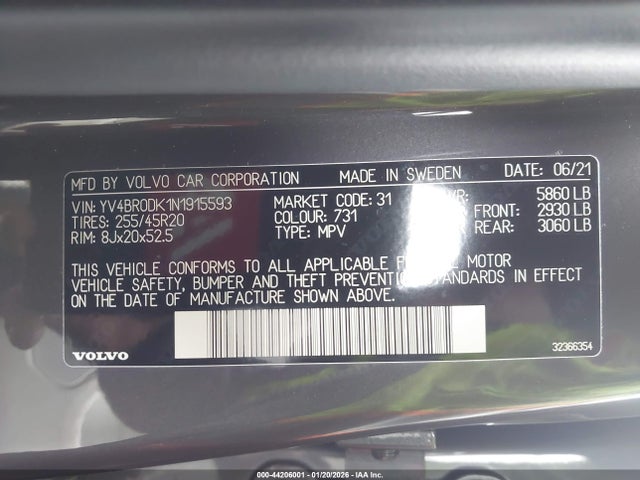 MFD BY VOLVO CAR CORPORATION MADE IN SWEDEN DATE: 06/21
VIN: YV4BR0DK1N1915593 MARKET CODE: 31 5860 LB
TIRES: 255/45R20 COLOUR: 731 FRONT: 2930 LB
RIM: 8Jx20x52.5 TYPE: MPV REAR: 3060 LB
THIS VEHICLE CONFORMS TO ALL APPLICABLE MOTOR
VEHICLE SAFETY, BUMPER AND THEFT STANDARDS IN EFFECT
ON THE DATE OF MANUFACTURE SHOWN ABOVE.
VOLVO 32366354
000-44206001 - 01/20/2026 - IAA Inc.